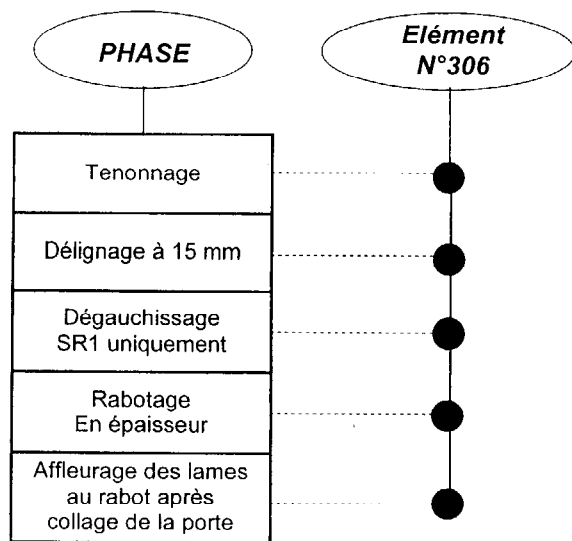 PHASE
Elément
N°306
Tenonnage
Délignage à 15 mm
Dégauchissage
SR1 uniquement
Rabotage
En épaisseur
Affleurage des lames
au rabot après
collage de la porte